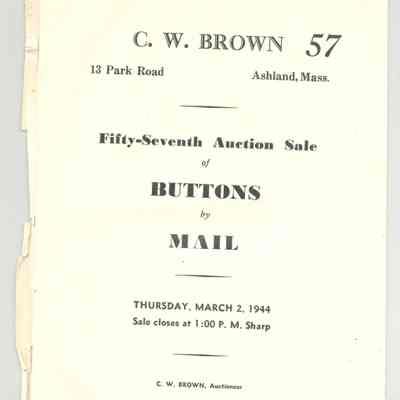 C. W. BROWN 57
13 Park Road Ashland, Mass.
Fifty-Seventh Auction Sale
of
BUTTONS
by
MAIL
THURSDAY, MARCH 2, 1944
Sale closes at 1:00 P. M. Sharp
C. W. BROWN, Auctioneer